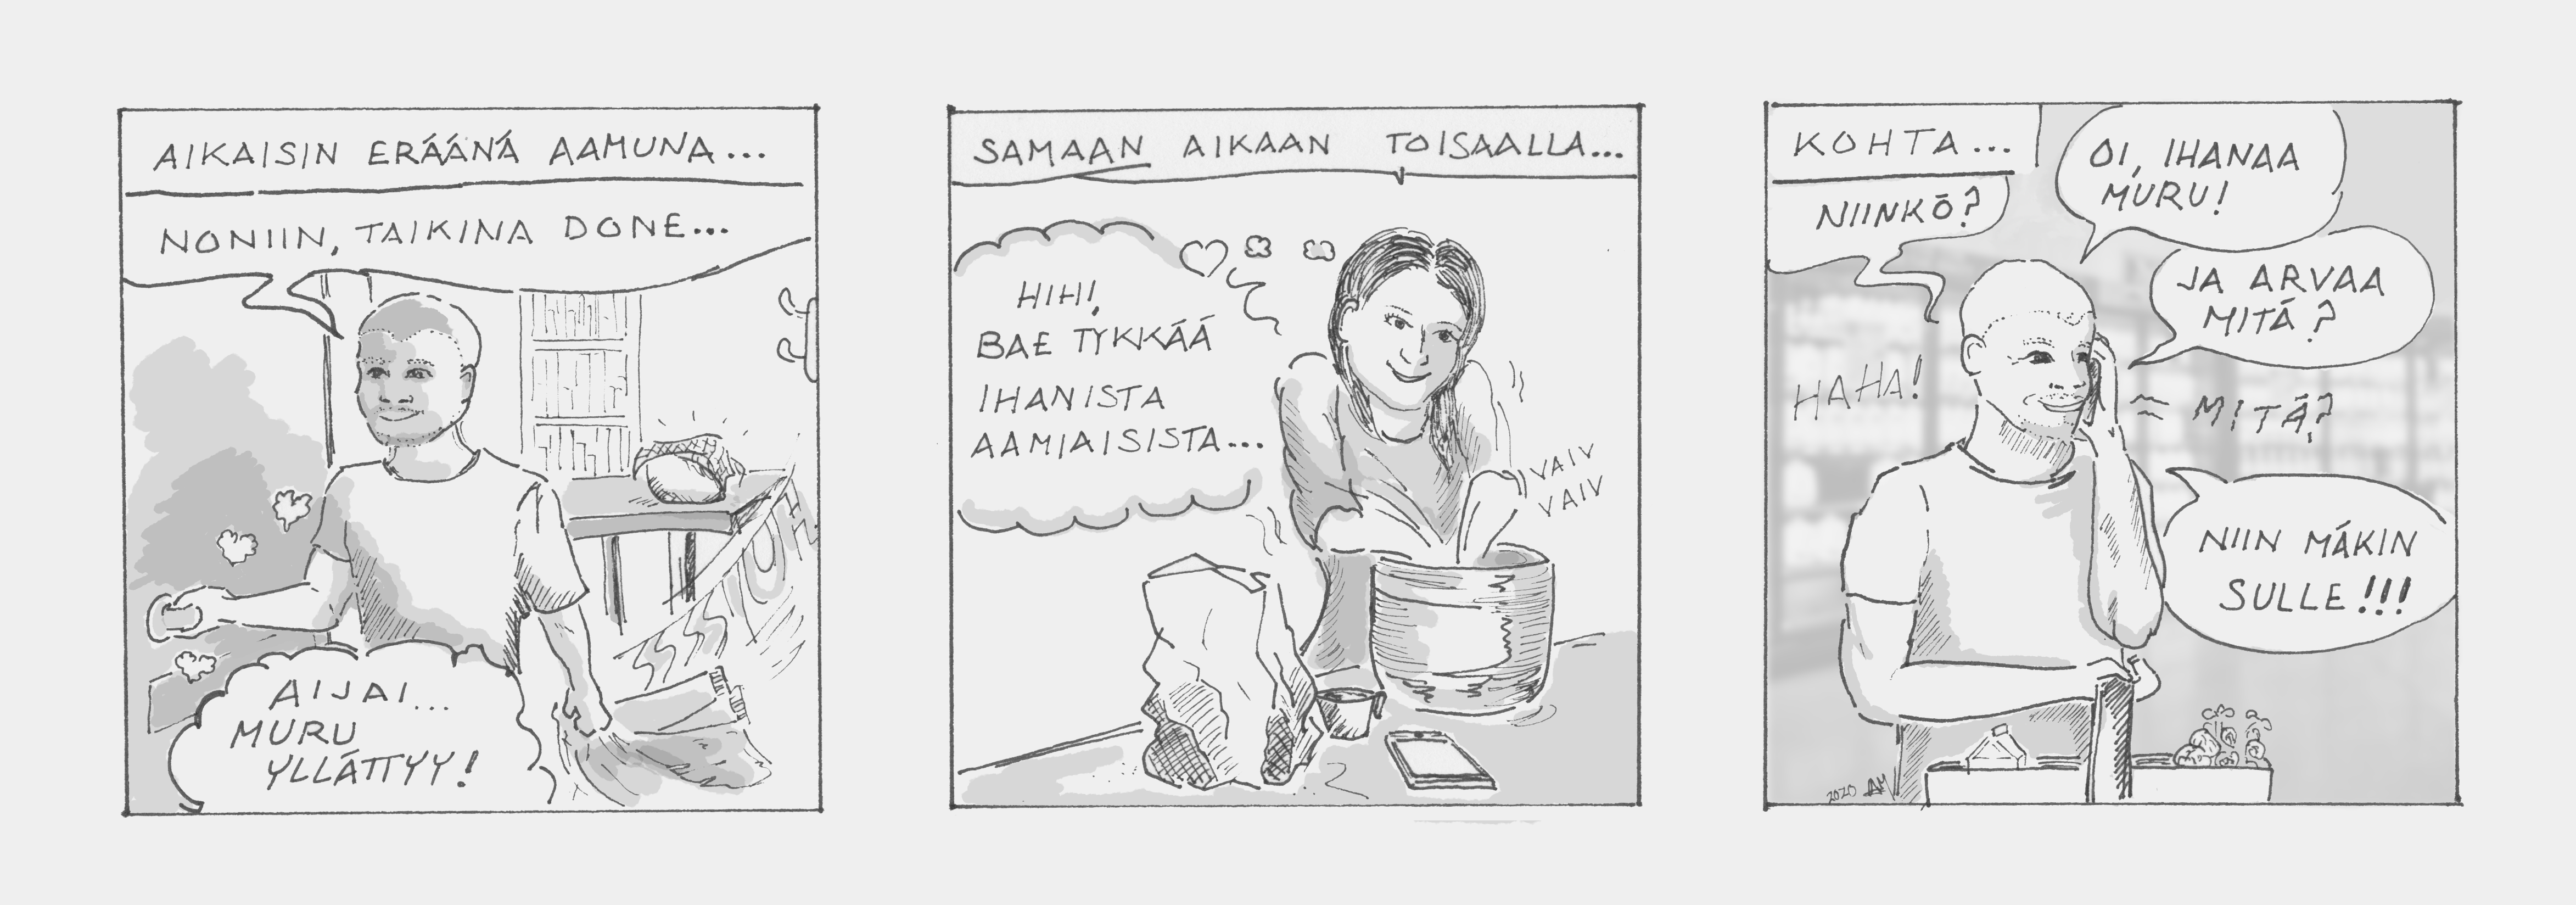 AIKAISIN ERÄÄNÄ AAMUNA...
NONIIN, TAIKINA DONE...
SSSIUH
AIJAI...
MURU
YLLÄTTYY!
SAMAAN AIKAAN TOISAALLA...
HIHI,
BAE TYKKÄÄ
IHANISTA
AAMIAISISTA...
VAIV
VAIV
KOHTA...
NIINKÖ?
OI, IHANAA
MURU!
JA ARVAA
MITÄ?
HAHA!
MITÄ?
NIIN MÄKIN
SULLE!!!
2020 AM